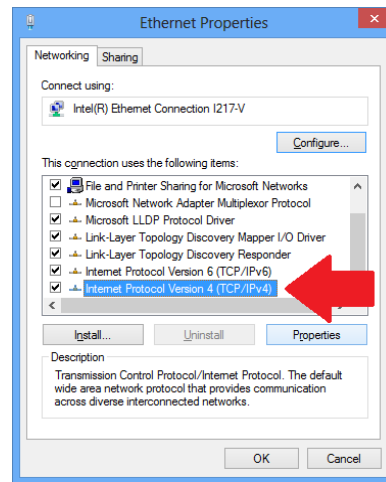 Ethernet Properties
Networking
Sharing
Connect using:
Intel(R) Ethernet Connection I217-V
Configure...
This connection uses the following items:
File and Printer Sharing for Microsoft Networks
Microsoft Network Adapter Multiplexor Protocol
Microsoft LLDP Protocol Driver
Link-Layer Topology Discovery Mapper I/O Driver
Link-Layer Topology Discovery Responder
Internet Protocol Version 6 (TCP/IPv6)
Internet Protocol Version 4 (TCP/IPv4)
Install...
Uninstall
Properties
Description
Transmission Control Protocol/Internet Protocol. The default
wide area network protocol that provides communication
across diverse interconnected networks.
OK
Cancel